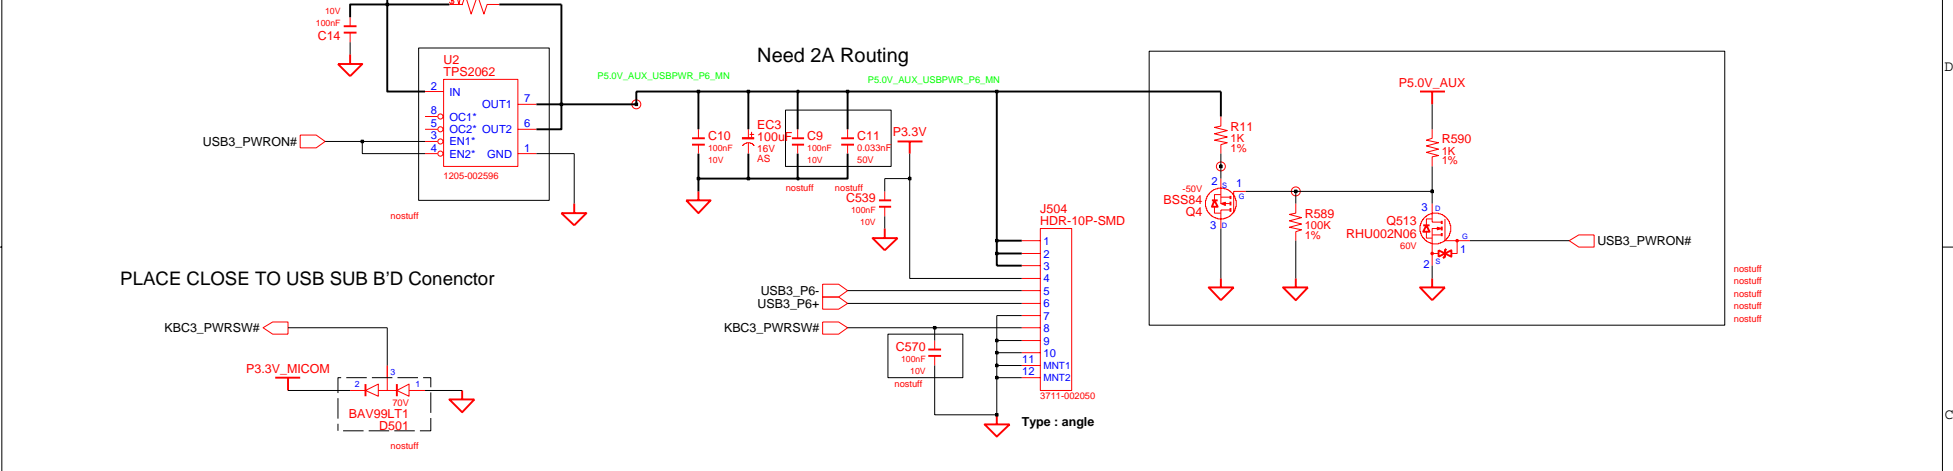 10V
100nF
C14
U2
TPS2062
2
IN
OUT1
7
8
OC1*
5
OC2*
OUT2
6
3
EN1*
4
EN2*
GND
1
USB3_PWRON#
1205-002596
nostuff
Need 2A Routing
P5.0V_AUX_USBPWR_P6_MN
P5.0V_AUX_USBPWR_P6_MN
C10
100nF
10V
EC3
100uF
16V
AS
C9
100nF
10V
C11
0.033nF
50V
nostuff
nostuff
P3.3V
C539
100nF
10V
J504
HDR-10P-SMD
1
2
3
4
5
6
7
8
9
10
11
MNT1
12
MNT2
3711-002050
Type : angle
USB3_P6-
USB3_P6+
KBC3_PWRSW#
C570
100nF
10V
nostuff
R11
1K
1%
-50V
BSS84
Q4
2
S
1
G
3
D
R589
100K
1%
P5.0V_AUX
R590
1K
1%
3
D
Q513
RHU002N06
60V
G
1
2
S
USB3_PWRON#
nostuff
nostuff
nostuff
nostuff
nostuff
PLACE CLOSE TO USB SUB B'D Conenctor
KBC3_PWRSW#
P3.3V_MICOM
3
2
1
70V
BAV99LT1
D501
nostuff
D
C